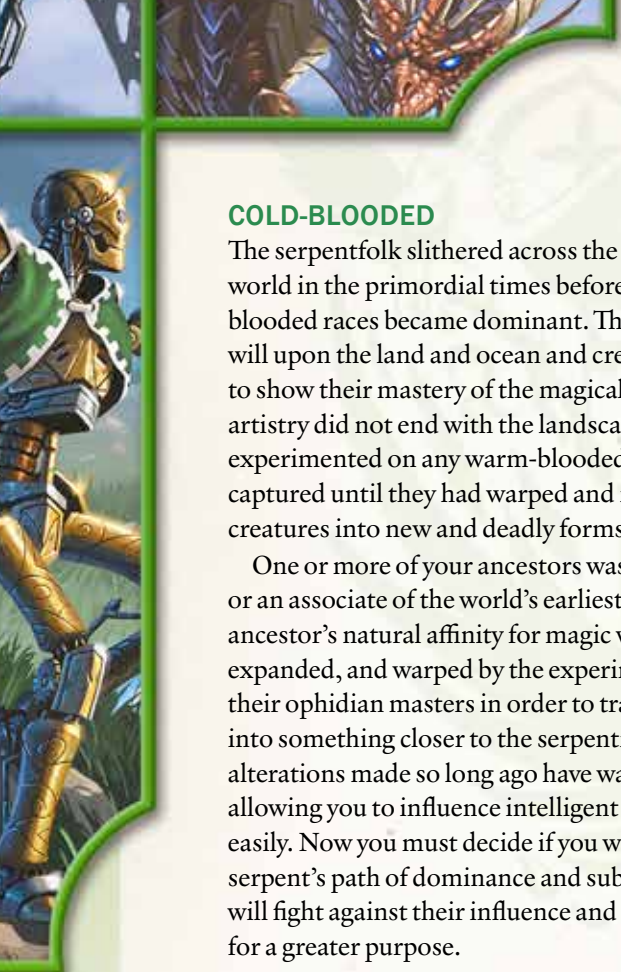 COLD-BLOODED
The serpentfolk slithered across the
world in the primordial times before
blooded races became dominant. Th
will upon the land and ocean and cre
to show their mastery of the magical
artistry did not end with the landsca
experimented on any warm-blooded
captured until they had warped and
creatures into new and deadly forms
One or more of your ancestors was
or an associate of the world's earliest
ancestor's natural affinity for magic
expanded, and warped by the experi
their ophidian masters in order to tra
into something closer to the serpent
alterations made so long ago have wa
allowing you to influence intelligent
easily. Now you must decide if you w
serpent's path of dominance and sub
will fight against their influence and
for a greater purpose.